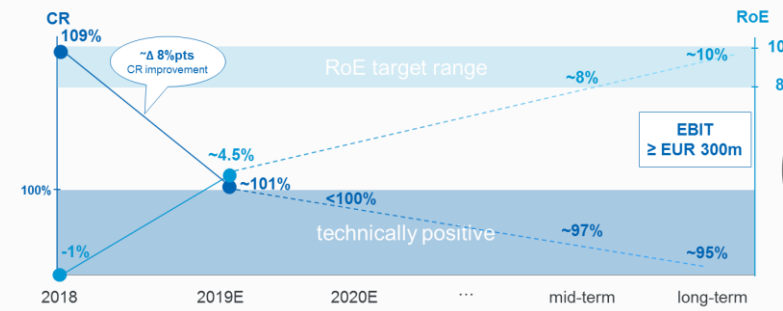 CR
RoE
109%
~Δ 8%pts
CR improvement
RoE target range
~10%
10
~8%
8
EBIT
≥ EUR 300m
~4.5%
100%
~101%
<100%
technically positive
~97%
~95%
-1%
2018
2019E
2020E
...
mid-term
long-term